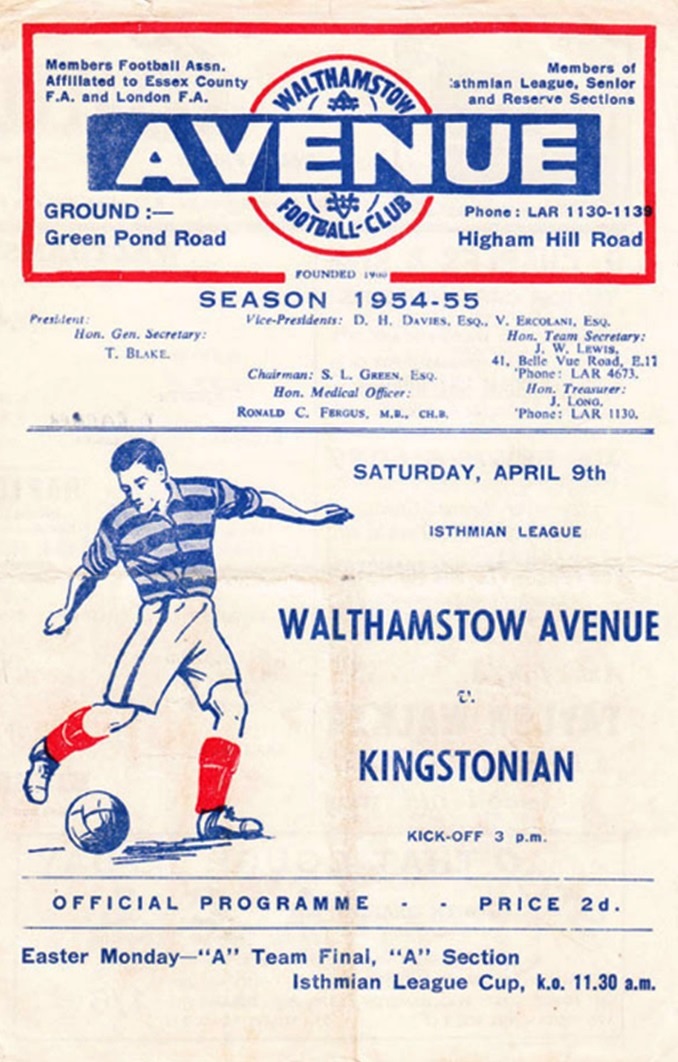 Members Football Assn.
Affiliated to Essex County
F.A. and London F.A.
WALTHAMSTOW
AVENUE
FOOTBALL-CLUB
Members of
Isthmian League, Senior
and Reserve Sections
GROUND :—
Green Pond Road
Phone : LAR 1130-1139
Higham Hill Road
FOUNDED 1900
SEASON 1954-55
President:
Vice-Presidents: D. H. DAVIES, ESQ., V. ERCOLANI, ESQ.
Hon. Gen. Secretary:
T. BLAKE.
Hon. Team Secretary:
J. W. LEWIS,
41, Belle Vue Road, E.17
'Phone: LAR 4673.
Chairman: S. L. GREEN, ESQ.
Hon. Medical Officer:
RONALD C. FERGUS, M.B., CH.B.
Hon. Treasurer:
J. LONG.
'Phone: LAR 1130.
SATURDAY, APRIL 9th
ISTHMIAN LEAGUE
WALTHAMSTOW AVENUE
v.
KINGSTONIAN
KICK-OFF 3 p.m.
OFFICIAL PROGRAMME - - PRICE 2d.
Easter Monday—"A" Team Final, "A" Section
Isthmian League Cup, k.o. 11.30 a.m.